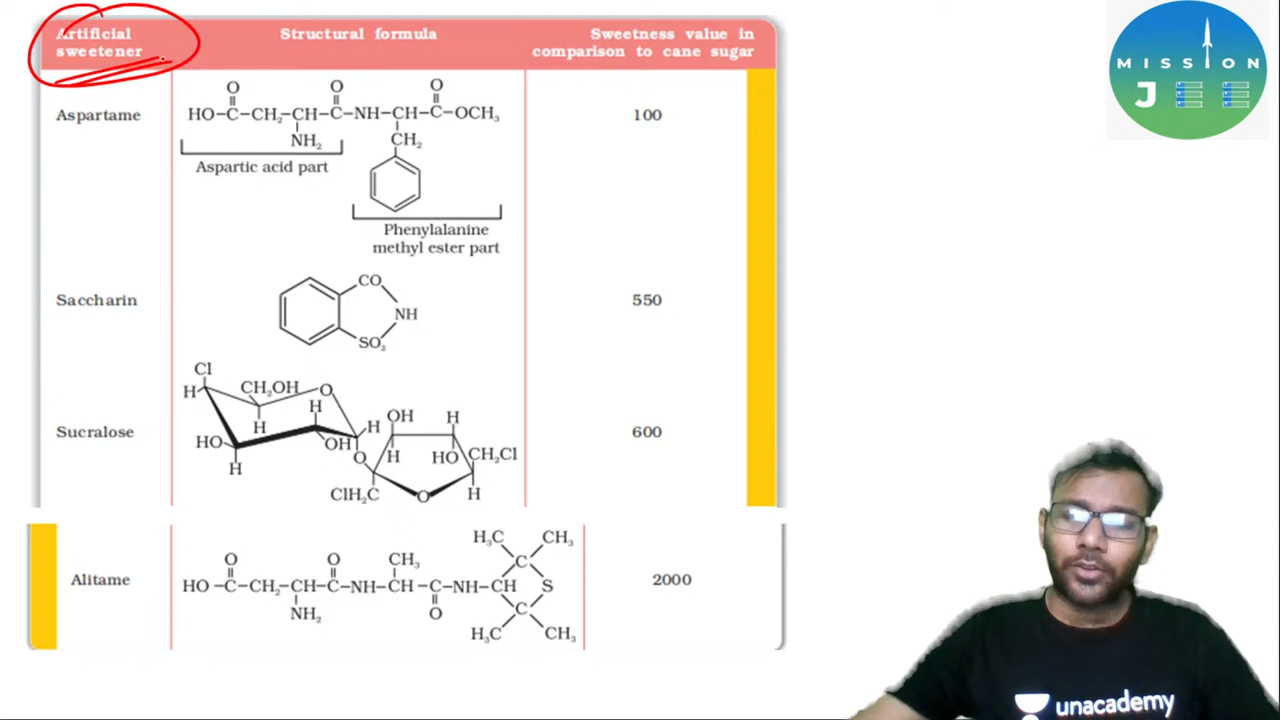 Artificial sweetener
Structural formula
Sweetness value in comparison to cane sugar
MISSION
JEE
Aspartame
O O O
HO–C–CH₂–CH–C–NH–CH–C–OCH₃
NH₂ CH₂
Aspartic acid part
Phenylalanine
methyl ester part
100
Saccharin
CO
NH
SO₂
550
Sucralose
Cl
H CH₂OH O
H H H OH H
HO OH O H HO CH₂Cl
H
ClH₂C O H
600
Alitame
H₃C CH₃
O O CH₃ C
HO–C–CH₂–CH–C–NH–CH–C–NH–CH S
NH₂ O C
H₃C CH₃
2000
unacademy